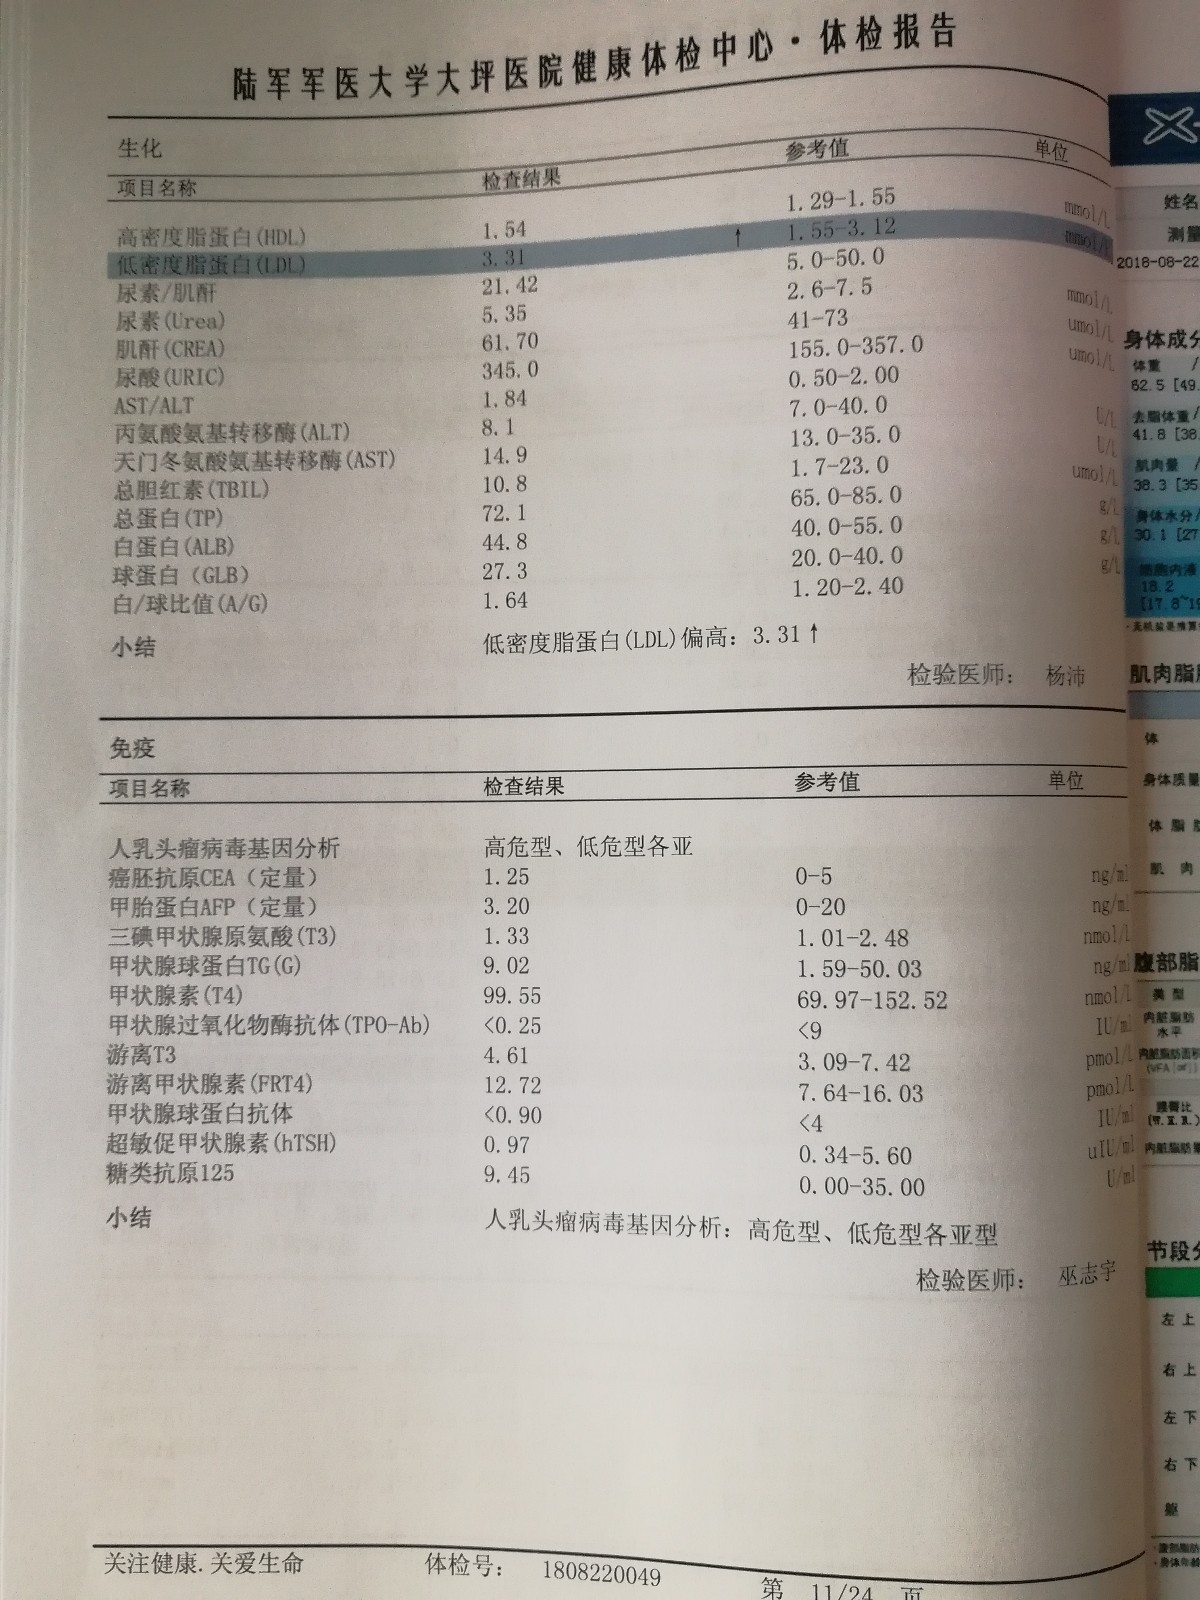 陆军军医大学大坪医院健康体检中心·体检报告
生化
项目名称 检查结果 参考值 单位
高密度脂蛋白(HDL) 1.54 1.29-1.55 mmol/L
低密度脂蛋白(LDL) 3.31 ↑ 1.55-3.12 mmol/L
尿素/肌酐 21.42 5.0-50.0
尿素(Urea) 5.35 2.6-7.5 mmol/L
肌酐(CREA) 61.70 41-73 umol/L
尿酸(URIC) 345.0 155.0-357.0 umol/L
AST/ALT 1.84 0.50-2.00
丙氨酸氨基转移酶(ALT) 8.1 7.0-40.0 U/L
天门冬氨酸氨基转移酶(AST) 14.9 13.0-35.0 U/L
总胆红素(TBIL) 10.8 1.7-23.0 umol/L
总蛋白(TP) 72.1 65.0-85.0 g/L
白蛋白(ALB) 44.8 40.0-55.0 g/L
球蛋白（GLB） 27.3 20.0-40.0 g/L
白/球比值(A/G) 1.64 1.20-2.40
小结 低密度脂蛋白(LDL)偏高：3.31↑
检验医师： 杨沛
免疫
项目名称 检查结果 参考值 单位
人乳头瘤病毒基因分析 高危型、低危型各亚
癌胚抗原CEA（定量） 1.25 0-5 ng/ml
甲胎蛋白AFP（定量） 3.20 0-20 ng/ml
三碘甲状腺原氨酸(T3) 1.33 1.01-2.48 nmol/L
甲状腺球蛋白TG(G) 9.02 1.59-50.03 ng/ml
甲状腺素(T4) 99.55 69.97-152.52 nmol/L
甲状腺过氧化物酶抗体(TPO-Ab) <0.25 <9 IU/ml
游离T3 4.61 3.09-7.42 pmol/L
游离甲状腺素(FRT4) 12.72 7.64-16.03 pmol/L
甲状腺球蛋白抗体 <0.90 <4 IU/ml
超敏促甲状腺素(hTSH) 0.97 0.34-5.60 uIU/ml
糖类抗原125 9.45 0.00-35.00 U/ml
小结 人乳头瘤病毒基因分析：高危型、低危型各亚型
检验医师： 巫志宇
关注健康.关爱生命 体检号： 1808220049 第 11/24 页
姓名
测量
2018-08-22
身体成分
体重 /
62.5 [49.
去脂体重/
41.8 [38.
肌肉量 /
38.3 [35
身体水分/
30.1 [27
细胞内液
18.2
[17.8~19
肌肉脂
体
身体质量
体 脂 肪
肌 肉
腹部脂
类 型
内脏脂肪
水平
内脏脂肪面积
腰臀比
内脏脂肪量
节段分
左 上
右 上
左 下
右 下
躯